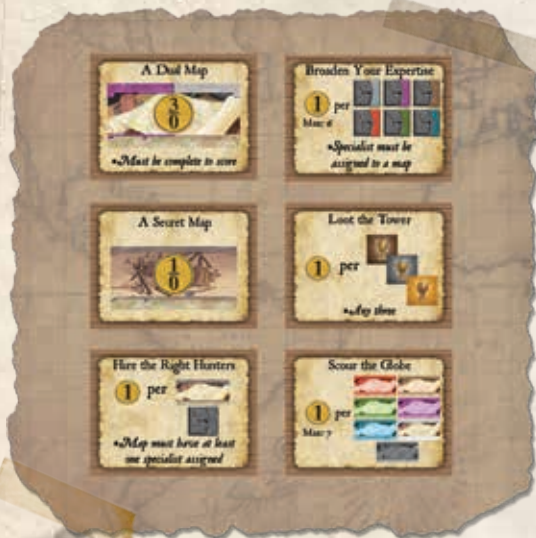 A Dual Map
3
0
•Must be complete to score
Broaden Your Expertise
1 per
Max: 6
•Specialist must be
assigned to a map
A Secret Map
1
0
Loot the Tower
1 per
•Any three
Hire the Right Hunters
1 per
•Map must have at least
one specialist assigned
Scour the Globe
1 per
Max: 7